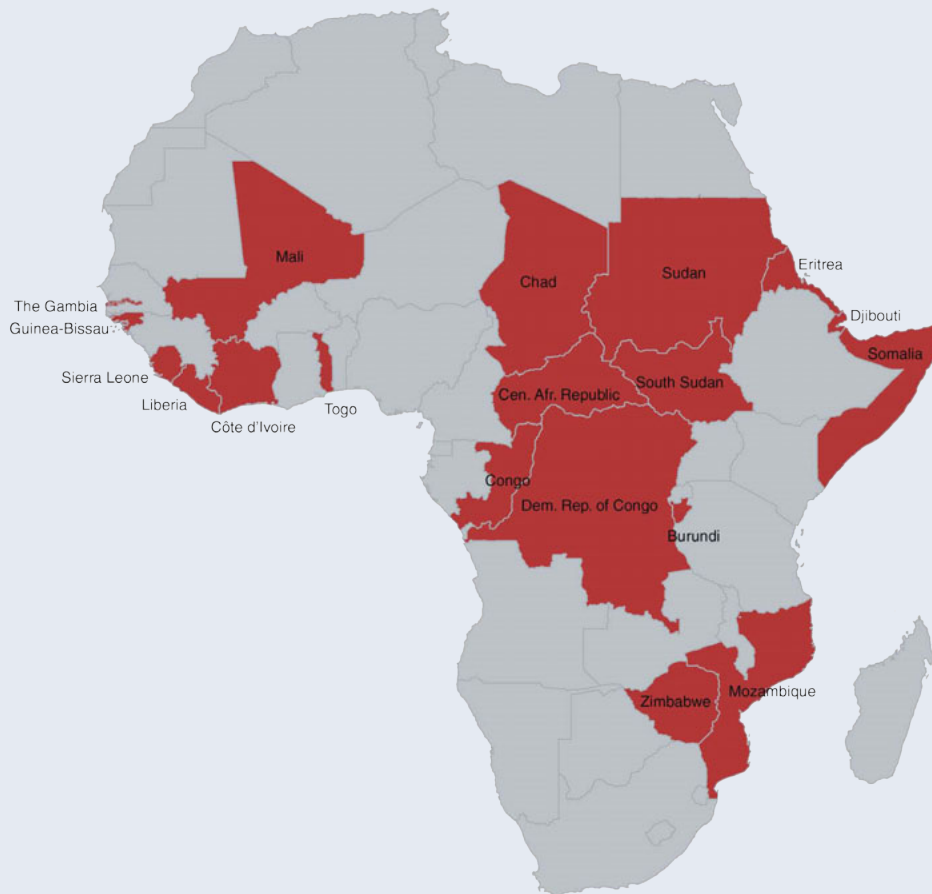 Mali
Chad
Sudan
Eritrea
The Gambia
Djibouti
Guinea-Bissau
Somalia
Sierra Leone
Cen. Afr. Republic
South Sudan
Liberia
Togo
Côte d'Ivoire
Congo
Dem. Rep. of Congo
Burundi
Mozambique
Zimbabwe